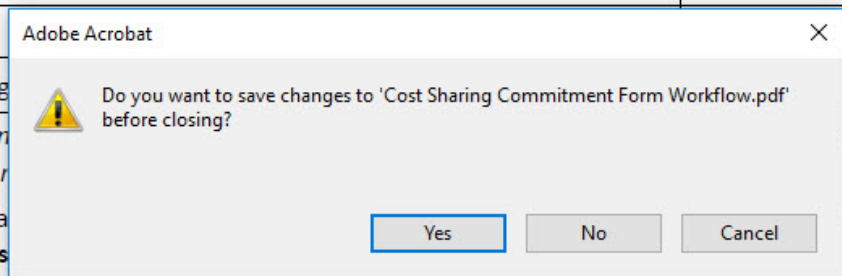 Adobe Acrobat
Do you want to save changes to 'Cost Sharing Commitment Form Workflow.pdf'
before closing?
Yes No Cancel